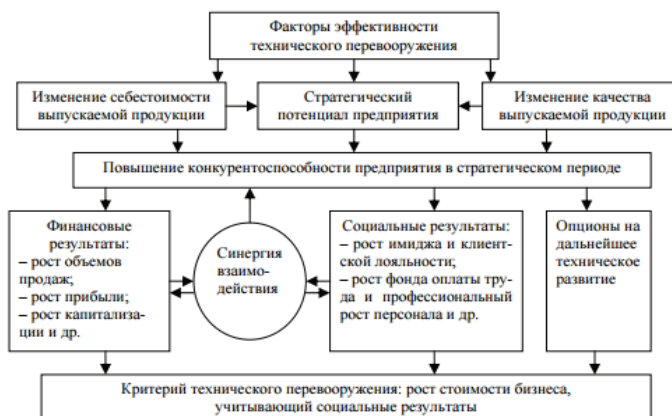 Факторы эффективности
технического перевооружения
Изменение себестоимости
выпускаемой продукции
Стратегический
потенциал предприятия
Изменение качества
выпускаемой продукции
Повышение конкурентоспособности предприятия в стратегическом периоде
Финансовые
результаты:
– рост объемов
продаж;
– рост прибыли;
– рост капитализа-
ции и др.
Синергия
взаимо-
действия
Социальные результаты:
– рост имиджа и клиент-
ской лояльности;
– рост фонда оплаты тру-
да и профессиональный
рост персонала и др.
Опционы на
дальнейшее
техническое
развитие
Критерий технического перевооружения: рост стоимости бизнеса,
учитывающий социальные результаты